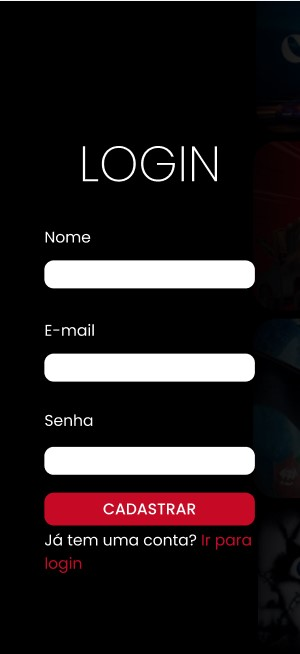 LOGIN
Nome
E-mail
Senha
CADASTRAR
Já tem uma conta? Ir para
login